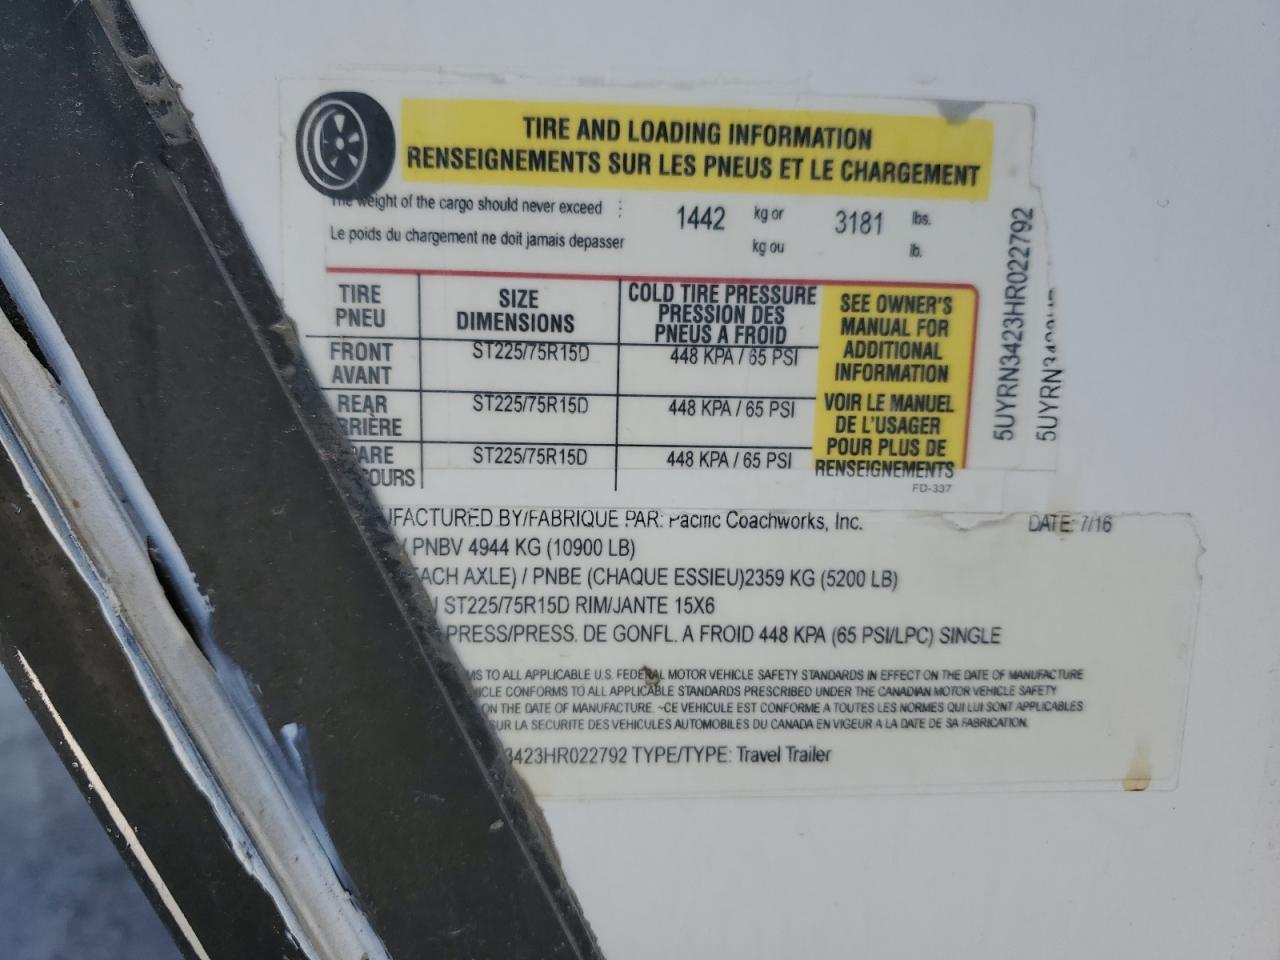 TIRE AND LOADING INFORMATION
RENSEIGNEMENTS SUR LES PNEUS ET LE CHARGEMENT
The weight of the cargo should never exceed : 1442 kg or 3181 lbs.
Le poids du chargement ne doit jamais depasser kg ou lb.
TIRE PNEU
SIZE DIMENSIONS
COLD TIRE PRESSURE PRESSION DES PNEUS A FROID
FRONT AVANT ST225/75R15D 448 KPA / 65 PSI
REAR RRIÈRE ST225/75R15D 448 KPA / 65 PSI
PARE COURS ST225/75R15D 448 KPA / 65 PSI
SEE OWNER'S
MANUAL FOR
ADDITIONAL
INFORMATION
VOIR LE MANUEL
DE L'USAGER
POUR PLUS DE
RENSEIGNEMENTS
FD-337
5UYRN3423HR022792
5UYRN3423
UFACTURED BY/FABRIQUE PAR: Pacific Coachworks, Inc. DATE: 7/16
/ PNBV 4944 KG (10900 LB)
EACH AXLE) / PNBE (CHAQUE ESSIEU)2359 KG (5200 LB)
ST225/75R15D RIM/JANTE 15X6
PRESS/PRESS. DE GONFL. A FROID 448 KPA (65 PSI/LPC) SINGLE
MS TO ALL APPLICABLE U.S. FEDERAL MOTOR VEHICLE SAFETY STANDARDS IN EFFECT ON THE DATE OF MANUFACTURE
HICLE CONFORMS TO ALL APPLICABLE STANDARDS PRESCRIBED UNDER THE CANADIAN MOTOR VEHICLE SAFETY
ON THE DATE OF MANUFACTURE. ~CE VEHICULE EST CONFORME A TOUTES LES NORMES QUI LUI SONT APPLICABLES
SUR LA SECURITE DES VEHICULES AUTOMOBILES DU CANADA EN VIGEUR A LA DATE DE SA FABRICATION.
3423HR022792 TYPE/TYPE: Travel Trailer